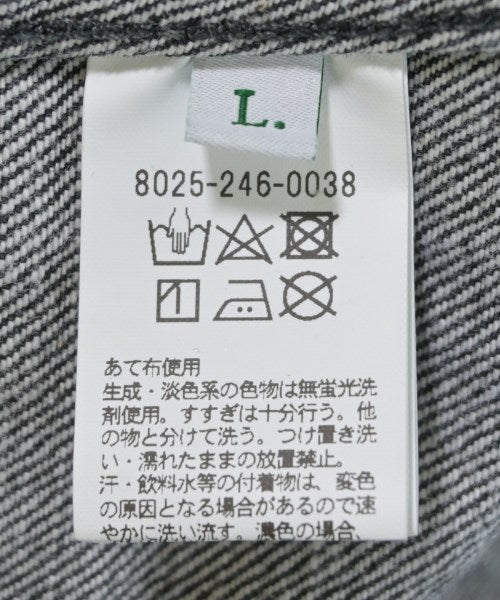 L.
8025-246-0038
あて布使用
生成・淡色系の色物は無蛍光洗
剤使用。すすぎは十分行う。他
の物と分けて洗う。つけ置き洗
い・濡れたままの放置禁止。
汗・飲料水等の付着物は、変色
の原因となる場合があるので速
やかに洗い流す。濃色の場合、